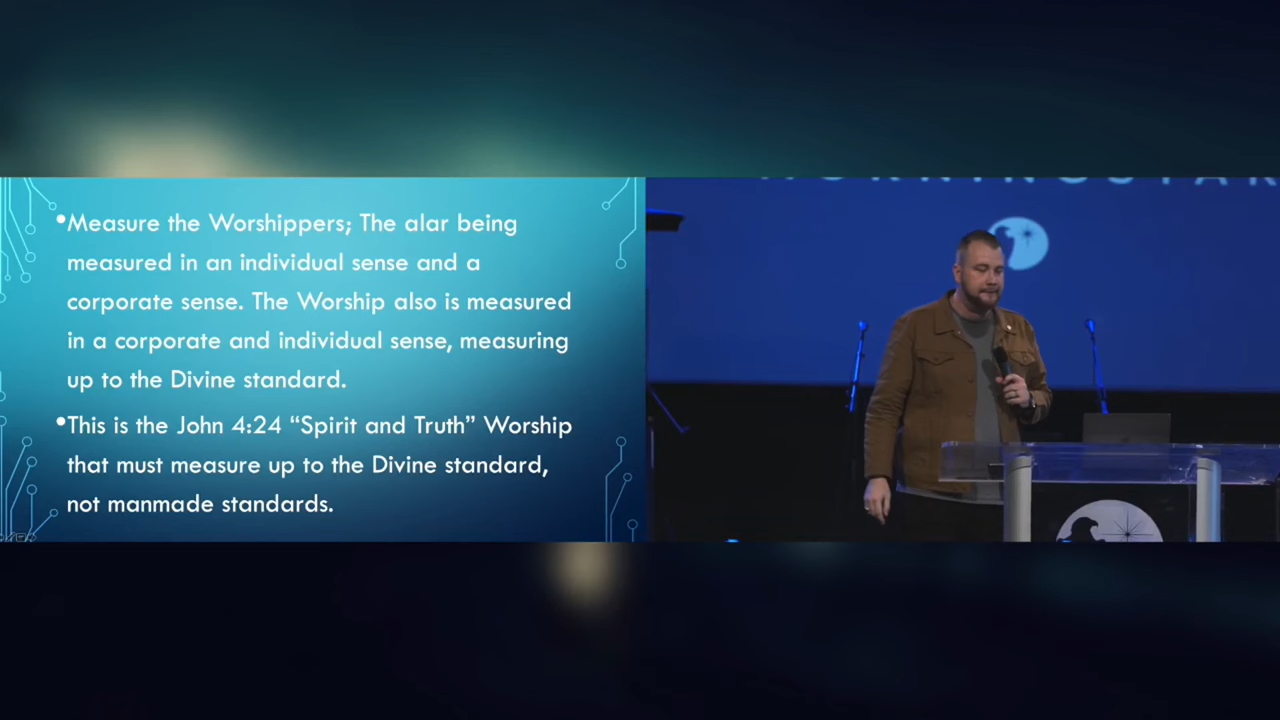 •Measure the Worshippers; The alar being
measured in an individual sense and a
corporate sense. The Worship also is measured
in a corporate and individual sense, measuring
up to the Divine standard.
•This is the John 4:24 “Spirit and Truth” Worship
that must measure up to the Divine standard,
not manmade standards.